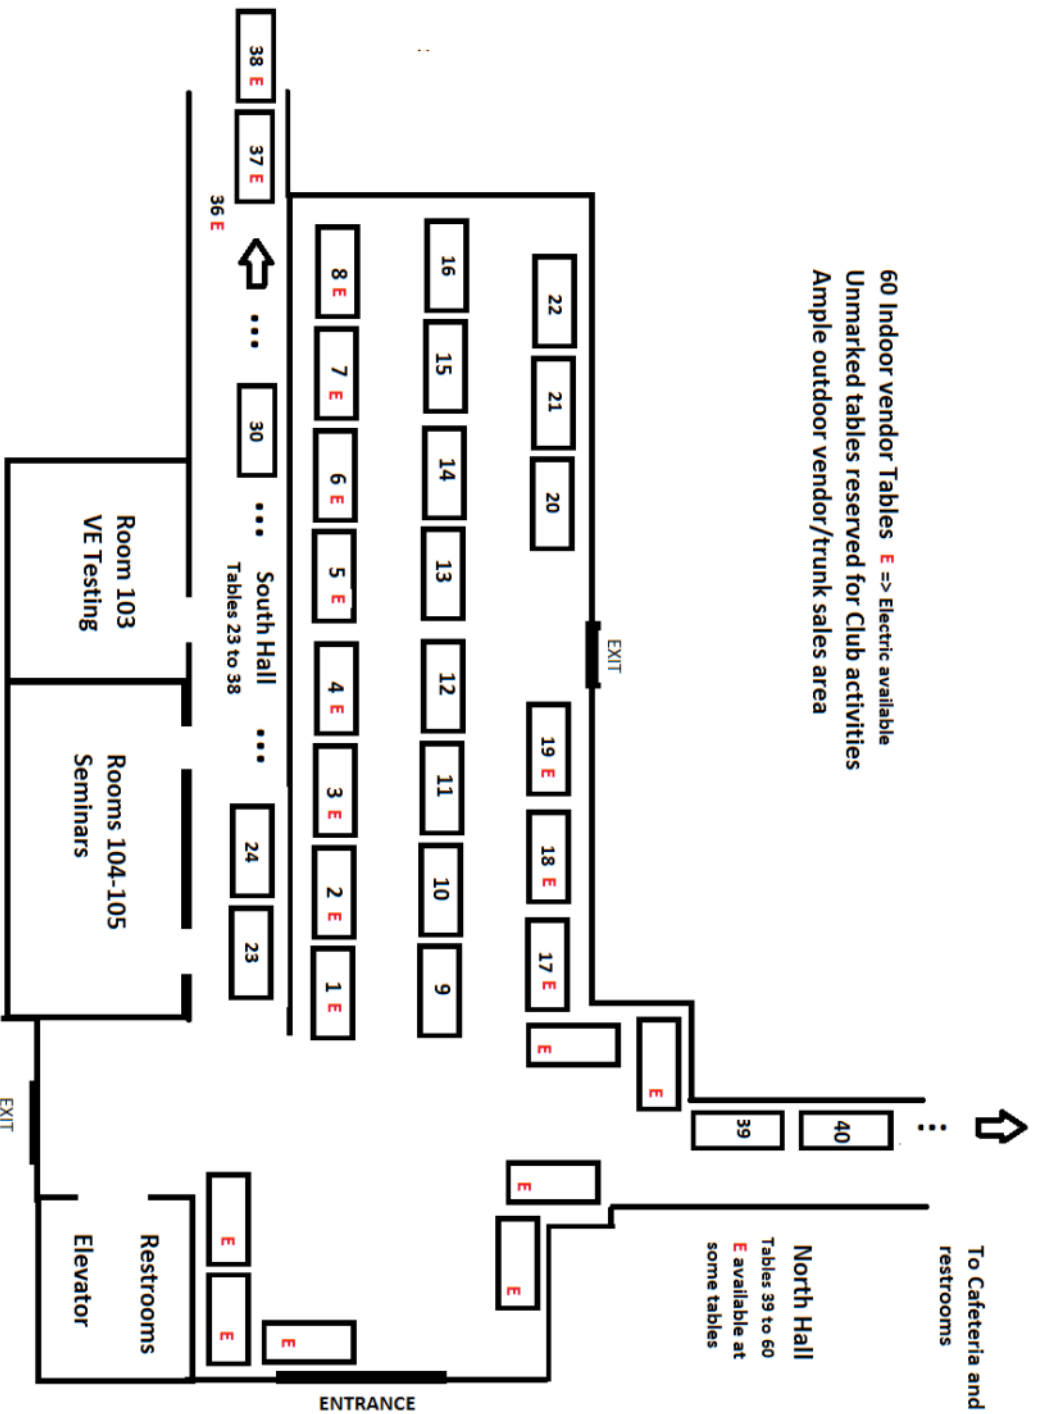 60 Indoor vendor Tables E => Electric available
Unmarked tables reserved for Club activities
Ample outdoor vendor/trunk sales area
To Cafeteria and
restrooms
North Hall
Tables 39 to 60
E available at
some tables
40
39
EXIT
22
21
20
19 E
18 E
17 E
E
E
E
E
16
15
14
13
12
11
10
9
8 E
7 E
6 E
5 E
4 E
3 E
2 E
1 E
38 E
37 E
36 E
...
30
...
South Hall
Tables 23 to 38
...
24
23
...
Room 103
VE Testing
Rooms 104-105
Seminars
EXIT
Restrooms
Elevator
E
E
E
ENTRANCE